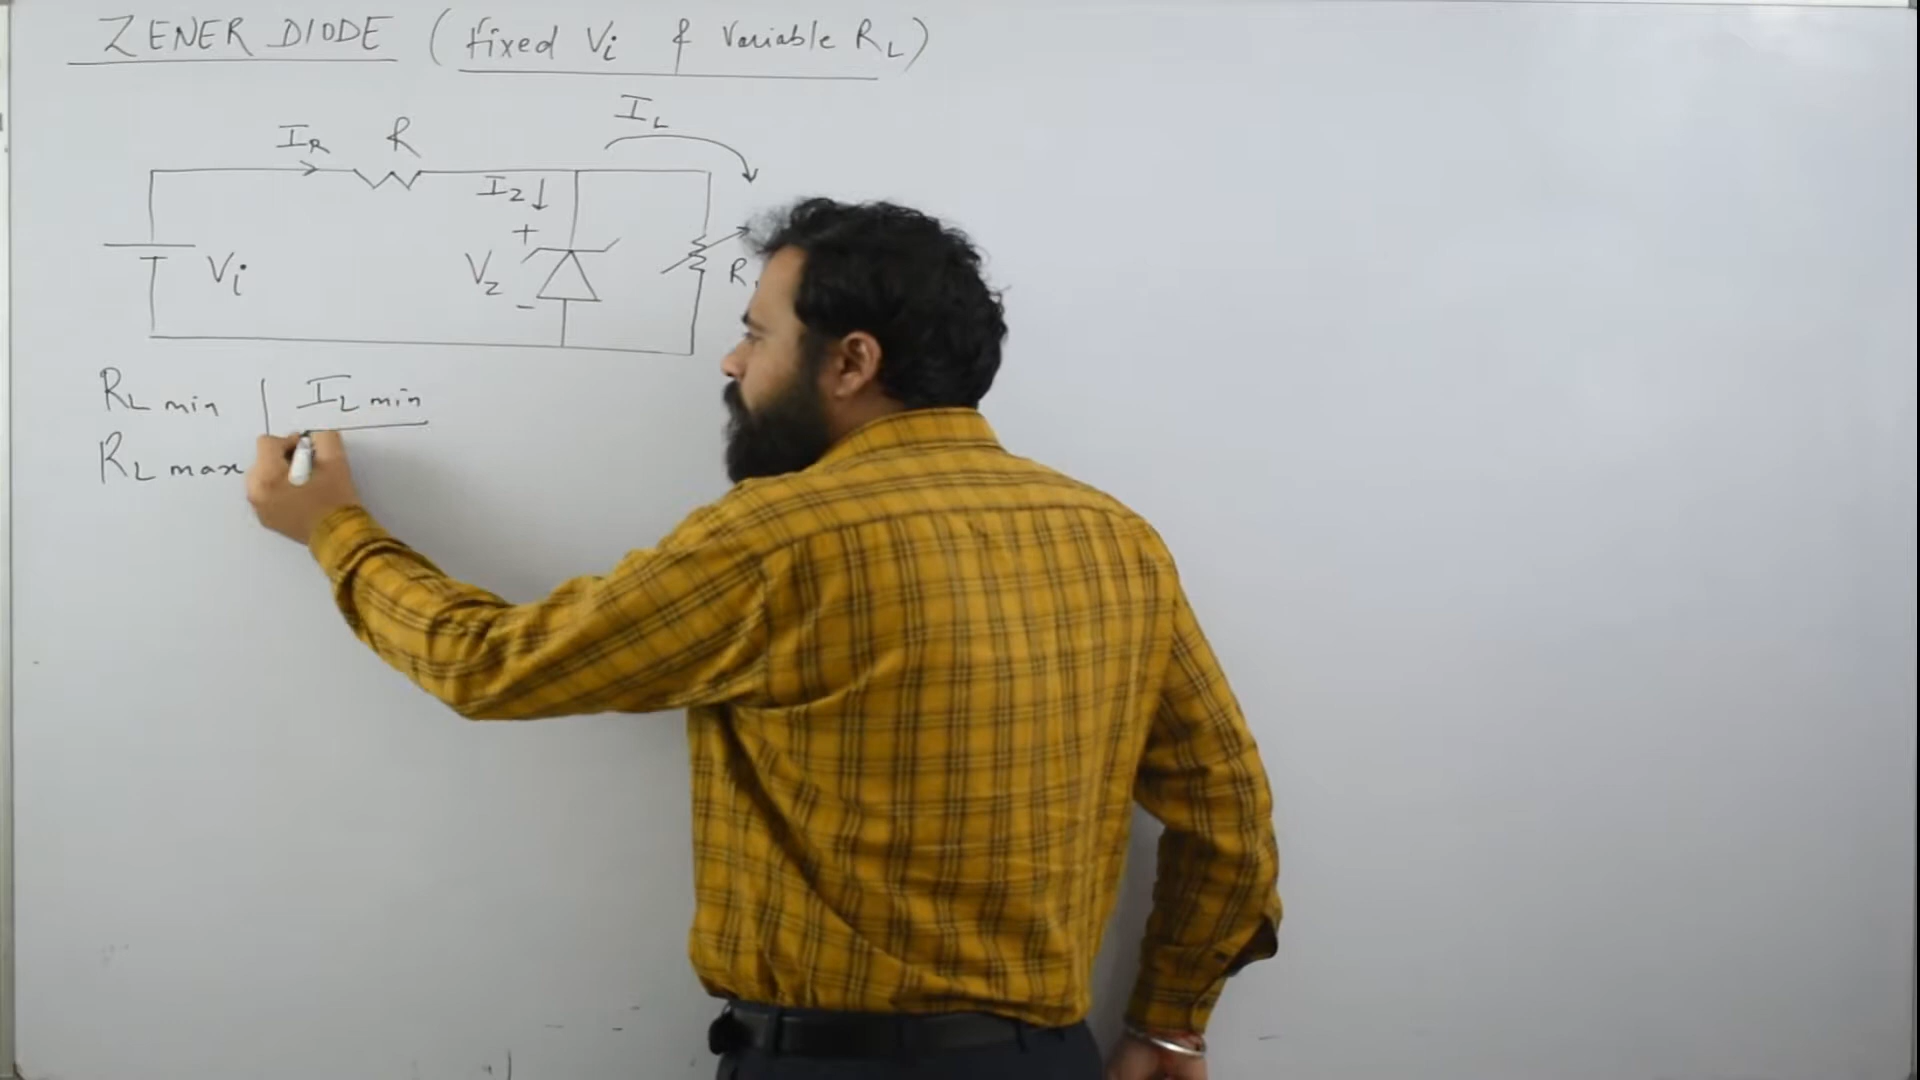 ZENER DIODE (fixed Vi & Variable RL)
IL
IR R
IZ
+
Vi VZ R
-
RL min | IL min
RL max